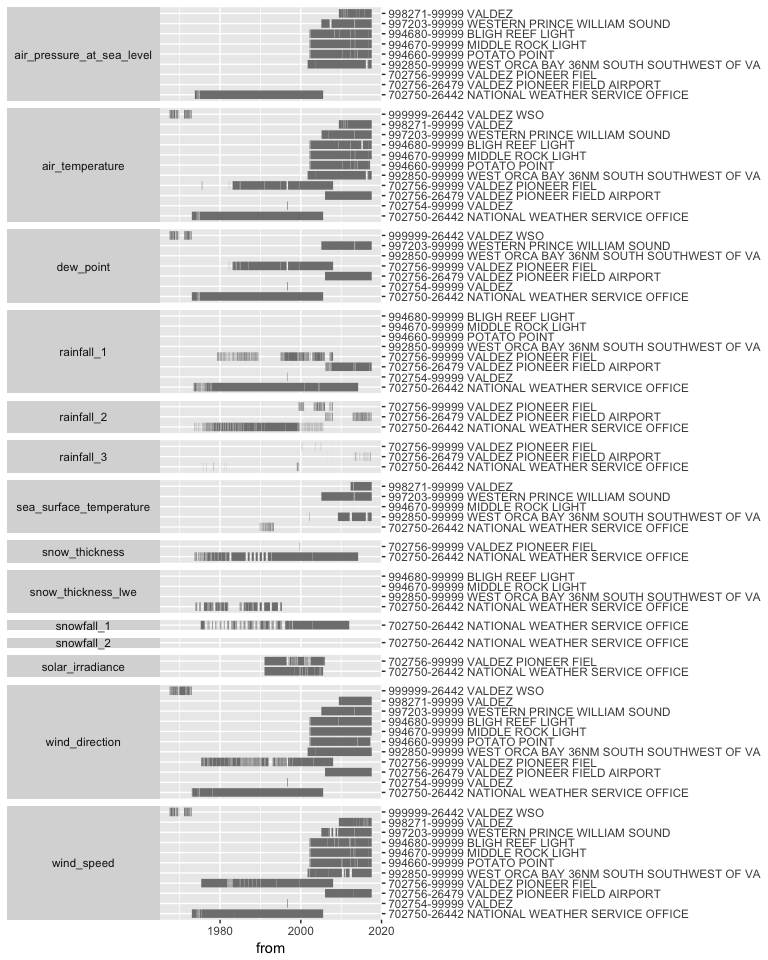 air_pressure_at_sea_level
998271-99999 VALDEZ
997203-99999 WESTERN PRINCE WILLIAM SOUND
994680-99999 BLIGH REEF LIGHT
994670-99999 MIDDLE ROCK LIGHT
994660-99999 POTATO POINT
992850-99999 WEST ORCA BAY 36NM SOUTH SOUTHWEST OF VA
702756-99999 VALDEZ PIONEER FIEL
702756-26479 VALDEZ PIONEER FIELD AIRPORT
702750-26442 NATIONAL WEATHER SERVICE OFFICE
air_temperature
999999-26442 VALDEZ WSO
998271-99999 VALDEZ
997203-99999 WESTERN PRINCE WILLIAM SOUND
994680-99999 BLIGH REEF LIGHT
994670-99999 MIDDLE ROCK LIGHT
994660-99999 POTATO POINT
992850-99999 WEST ORCA BAY 36NM SOUTH SOUTHWEST OF VA
702756-99999 VALDEZ PIONEER FIEL
702756-26479 VALDEZ PIONEER FIELD AIRPORT
702754-99999 VALDEZ
702750-26442 NATIONAL WEATHER SERVICE OFFICE
dew_point
999999-26442 VALDEZ WSO
997203-99999 WESTERN PRINCE WILLIAM SOUND
992850-99999 WEST ORCA BAY 36NM SOUTH SOUTHWEST OF VA
702756-99999 VALDEZ PIONEER FIEL
702756-26479 VALDEZ PIONEER FIELD AIRPORT
702754-99999 VALDEZ
702750-26442 NATIONAL WEATHER SERVICE OFFICE
rainfall_1
994680-99999 BLIGH REEF LIGHT
994670-99999 MIDDLE ROCK LIGHT
994660-99999 POTATO POINT
992850-99999 WEST ORCA BAY 36NM SOUTH SOUTHWEST OF VA
702756-99999 VALDEZ PIONEER FIEL
702756-26479 VALDEZ PIONEER FIELD AIRPORT
702754-99999 VALDEZ
702750-26442 NATIONAL WEATHER SERVICE OFFICE
rainfall_2
702756-99999 VALDEZ PIONEER FIEL
702756-26479 VALDEZ PIONEER FIELD AIRPORT
702750-26442 NATIONAL WEATHER SERVICE OFFICE
rainfall_3
702756-99999 VALDEZ PIONEER FIEL
702756-26479 VALDEZ PIONEER FIELD AIRPORT
702750-26442 NATIONAL WEATHER SERVICE OFFICE
sea_surface_temperature
998271-99999 VALDEZ
997203-99999 WESTERN PRINCE WILLIAM SOUND
994670-99999 MIDDLE ROCK LIGHT
992850-99999 WEST ORCA BAY 36NM SOUTH SOUTHWEST OF VA
702750-26442 NATIONAL WEATHER SERVICE OFFICE
snow_thickness
702756-99999 VALDEZ PIONEER FIEL
702750-26442 NATIONAL WEATHER SERVICE OFFICE
snow_thickness_lwe
994680-99999 BLIGH REEF LIGHT
994670-99999 MIDDLE ROCK LIGHT
992850-99999 WEST ORCA BAY 36NM SOUTH SOUTHWEST OF VA
702750-26442 NATIONAL WEATHER SERVICE OFFICE
snowfall_1
702750-26442 NATIONAL WEATHER SERVICE OFFICE
snowfall_2
702750-26442 NATIONAL WEATHER SERVICE OFFICE
solar_irradiance
702756-99999 VALDEZ PIONEER FIEL
702750-26442 NATIONAL WEATHER SERVICE OFFICE
wind_direction
999999-26442 VALDEZ WSO
998271-99999 VALDEZ
997203-99999 WESTERN PRINCE WILLIAM SOUND
994680-99999 BLIGH REEF LIGHT
994670-99999 MIDDLE ROCK LIGHT
994660-99999 POTATO POINT
992850-99999 WEST ORCA BAY 36NM SOUTH SOUTHWEST OF VA
702756-99999 VALDEZ PIONEER FIEL
702756-26479 VALDEZ PIONEER FIELD AIRPORT
702754-99999 VALDEZ
702750-26442 NATIONAL WEATHER SERVICE OFFICE
wind_speed
999999-26442 VALDEZ WSO
998271-99999 VALDEZ
997203-99999 WESTERN PRINCE WILLIAM SOUND
994680-99999 BLIGH REEF LIGHT
994670-99999 MIDDLE ROCK LIGHT
994660-99999 POTATO POINT
992850-99999 WEST ORCA BAY 36NM SOUTH SOUTHWEST OF VA
702756-99999 VALDEZ PIONEER FIEL
702756-26479 VALDEZ PIONEER FIELD AIRPORT
702754-99999 VALDEZ
702750-26442 NATIONAL WEATHER SERVICE OFFICE
1980 2000 2020
from